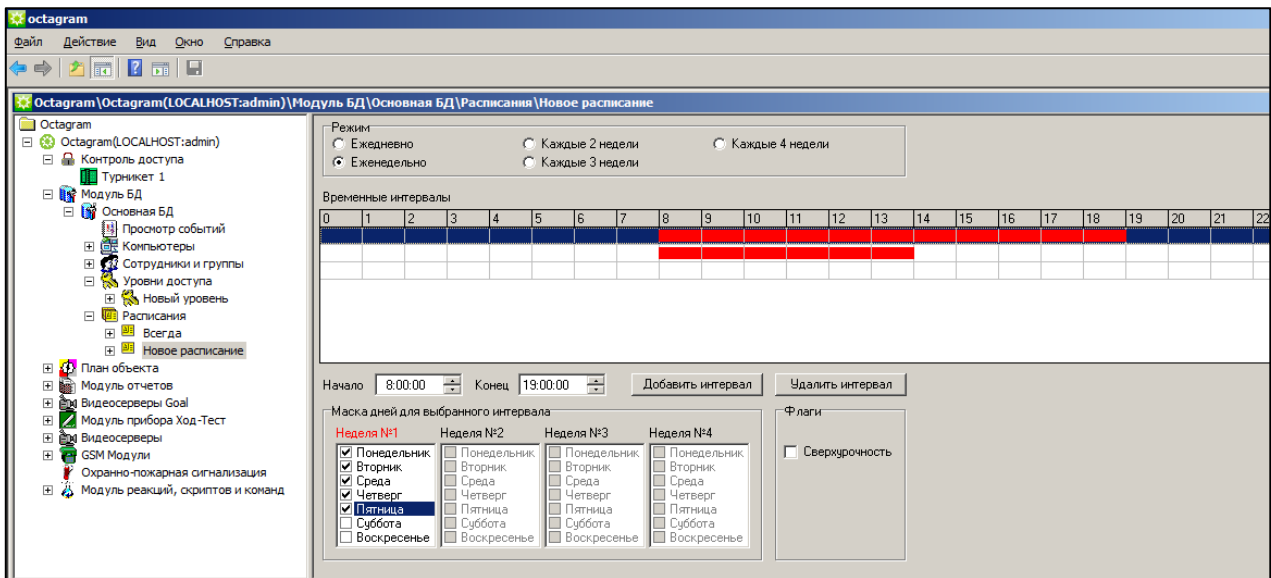 octagram
Файл Действие Вид Окно Справка
Octagram\Octagram(LOCALHOST:admin)\Модуль БД\Основная БД\Расписания\Новое расписание
Octagram
Octagram(LOCALHOST:admin)
Контроль доступа
Турникет 1
Модуль БД
Основная БД
Просмотр событий
Компьютеры
Сотрудники и группы
Уровни доступа
Новый уровень
Расписания
Всегда
Новое расписание
План объекта
Модуль отчетов
Видеосерверы Goal
Модуль прибора Ход-Тест
Видеосерверы
GSM Модули
Охранно-пожарная сигнализация
Модуль реакций, скриптов и команд
Режим
Ежедневно Каждые 2 недели Каждые 4 недели
Еженедельно Каждые 3 недели
Временные интервалы
0 1 2 3 4 5 6 7 8 9 10 11 12 13 14 15 16 17 18 19 20 21 22
Начало 8:00:00 Конец 19:00:00 Добавить интервал Удалить интервал
Маска дней для выбранного интервала Флаги
Неделя №1 Неделя №2 Неделя №3 Неделя №4
Понедельник Понедельник Понедельник Понедельник Сверхурочность
Вторник Вторник Вторник Вторник
Среда Среда Среда Среда
Четверг Четверг Четверг Четверг
Пятница Пятница Пятница Пятница
Суббота Суббота Суббота Суббота
Воскресенье Воскресенье Воскресенье Воскресенье